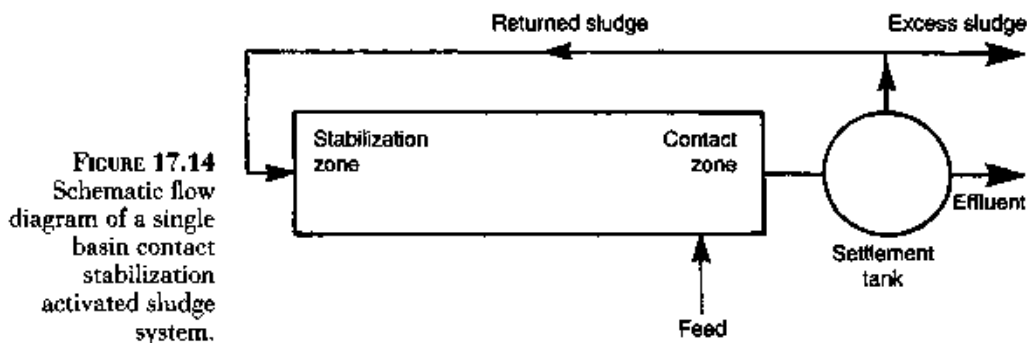 Returned sludge
Excess sludge
Stabilization
zone
Contact
zone
Effluent
Settlement
tank
Feed
FIGURE 17.14
Schematic flow
diagram of a single
basin contact
stabilization
activated sludge
system.